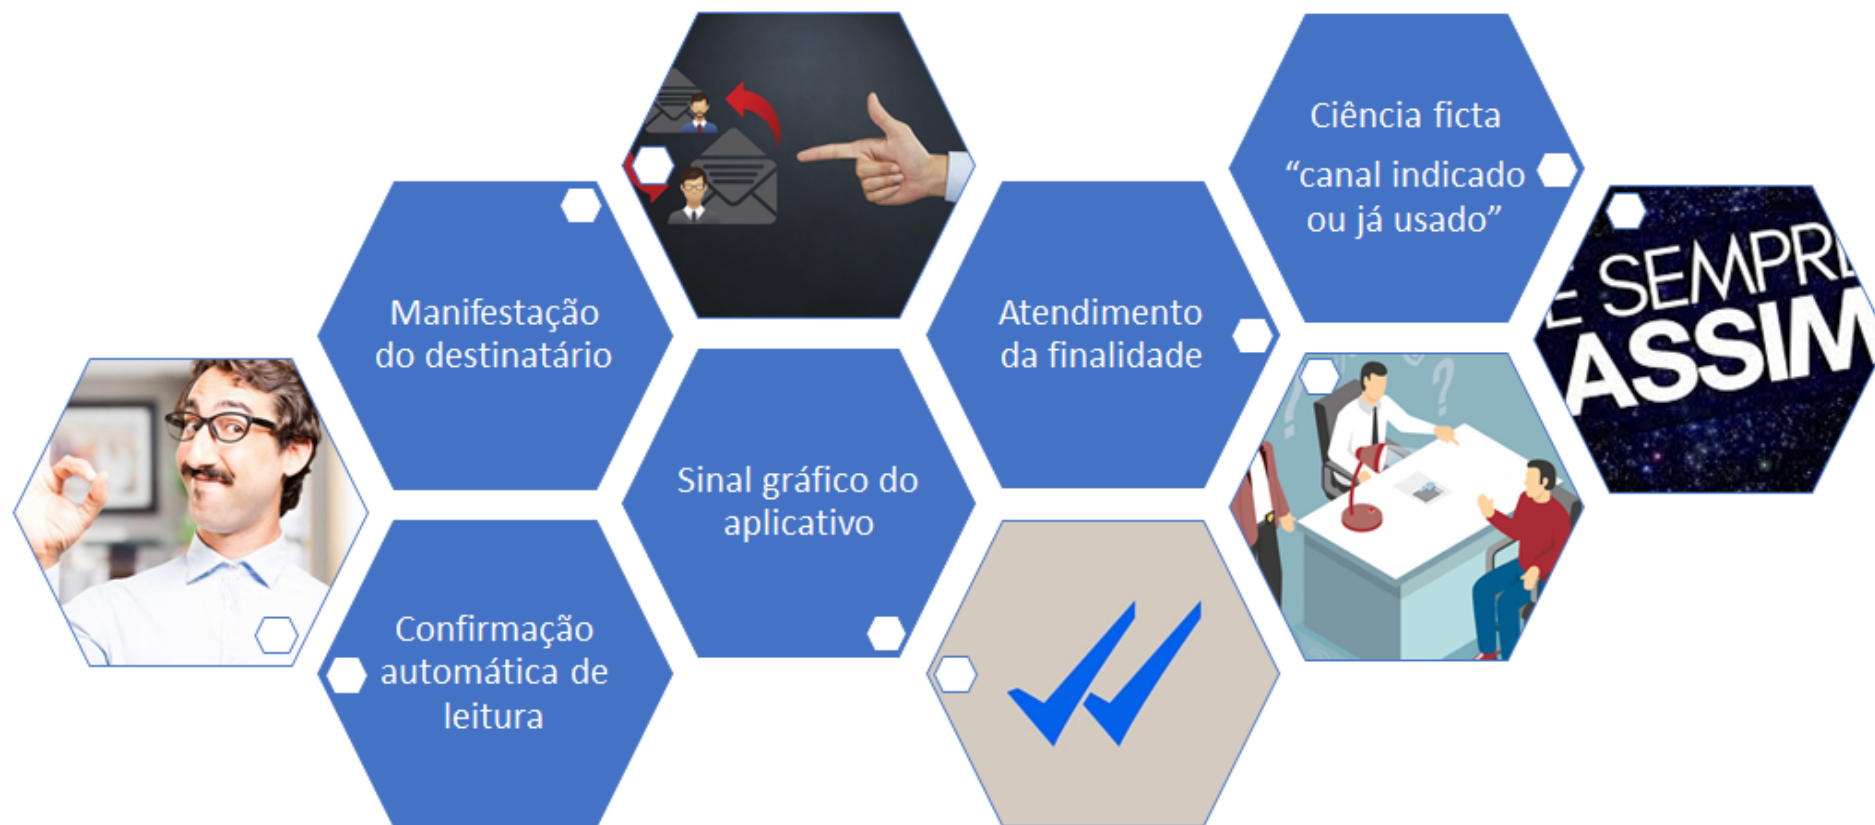 Manifestação
do destinatário
Confirmação
automática de
leitura
Sinal gráfico do
aplicativo
Atendimento
da finalidade
Ciência ficta
“canal indicado
ou já usado”
E SEMPRE
ASSIM